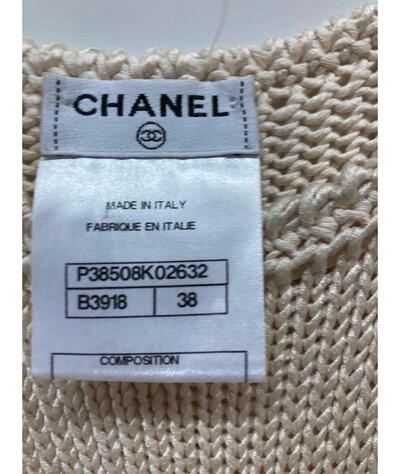 CHANEL
MADE IN ITALY
FABRIQUE EN ITALIE
P38508K02632
B3918 38
COMPOSITION